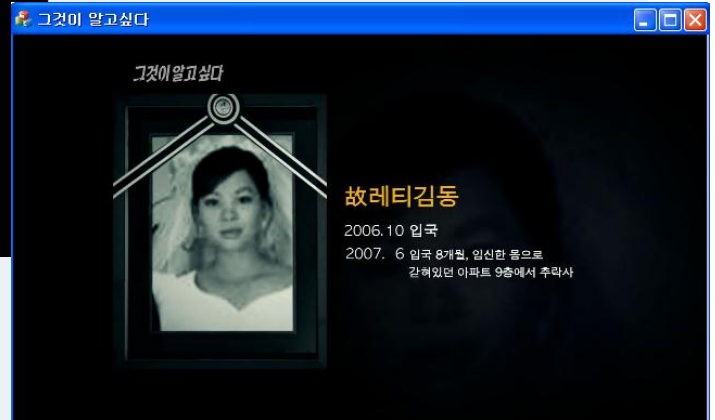 그것이 알고싶다
그것이 알고싶다
故레티김동
2006.10 입국
2007. 6 입국 8개월, 임신한 몸으로
갇혀있던 아파트 9층에서 추락사